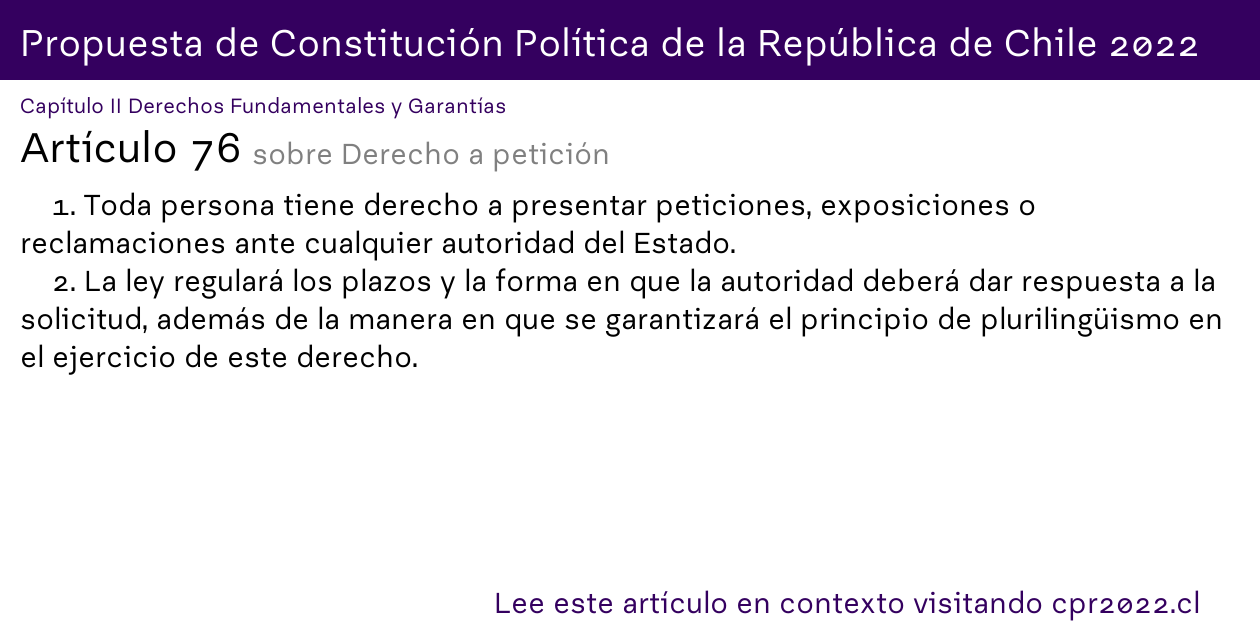 Propuesta de Constitución Política de la República de Chile 2022
Capítulo II Derechos Fundamentales y Garantías
Artículo 76 sobre Derecho a petición
1. Toda persona tiene derecho a presentar peticiones, exposiciones o
reclamaciones ante cualquier autoridad del Estado.
2. La ley regulará los plazos y la forma en que la autoridad deberá dar respuesta a la
solicitud, además de la manera en que se garantizará el principio de plurilingüismo en
el ejercicio de este derecho.
Lee este artículo en contexto visitando cpr2022.cl